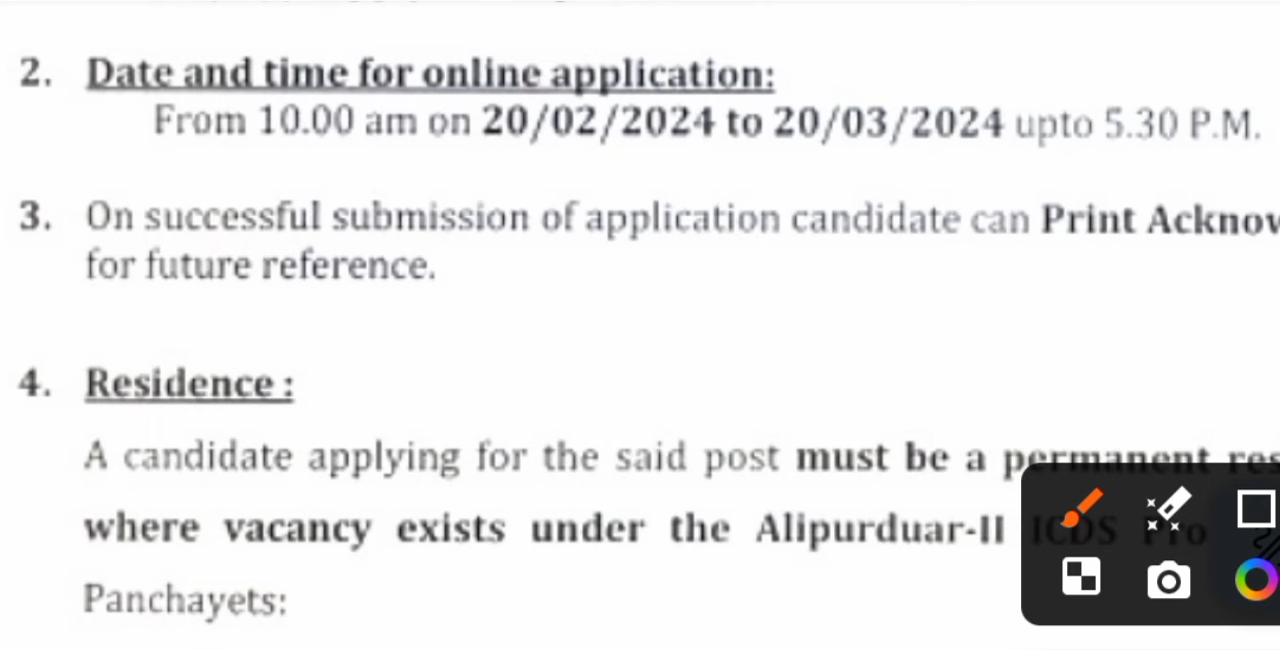 2. Date and time for online application:
From 10.00 am on 20/02/2024 to 20/03/2024 upto 5.30 P.M.
3. On successful submission of application candidate can Print
for future reference.
4. Residence :
A candidate applying for the said post must be a permanent
where vacancy exists under the Alipurduar-II ICDS
Panchayets: